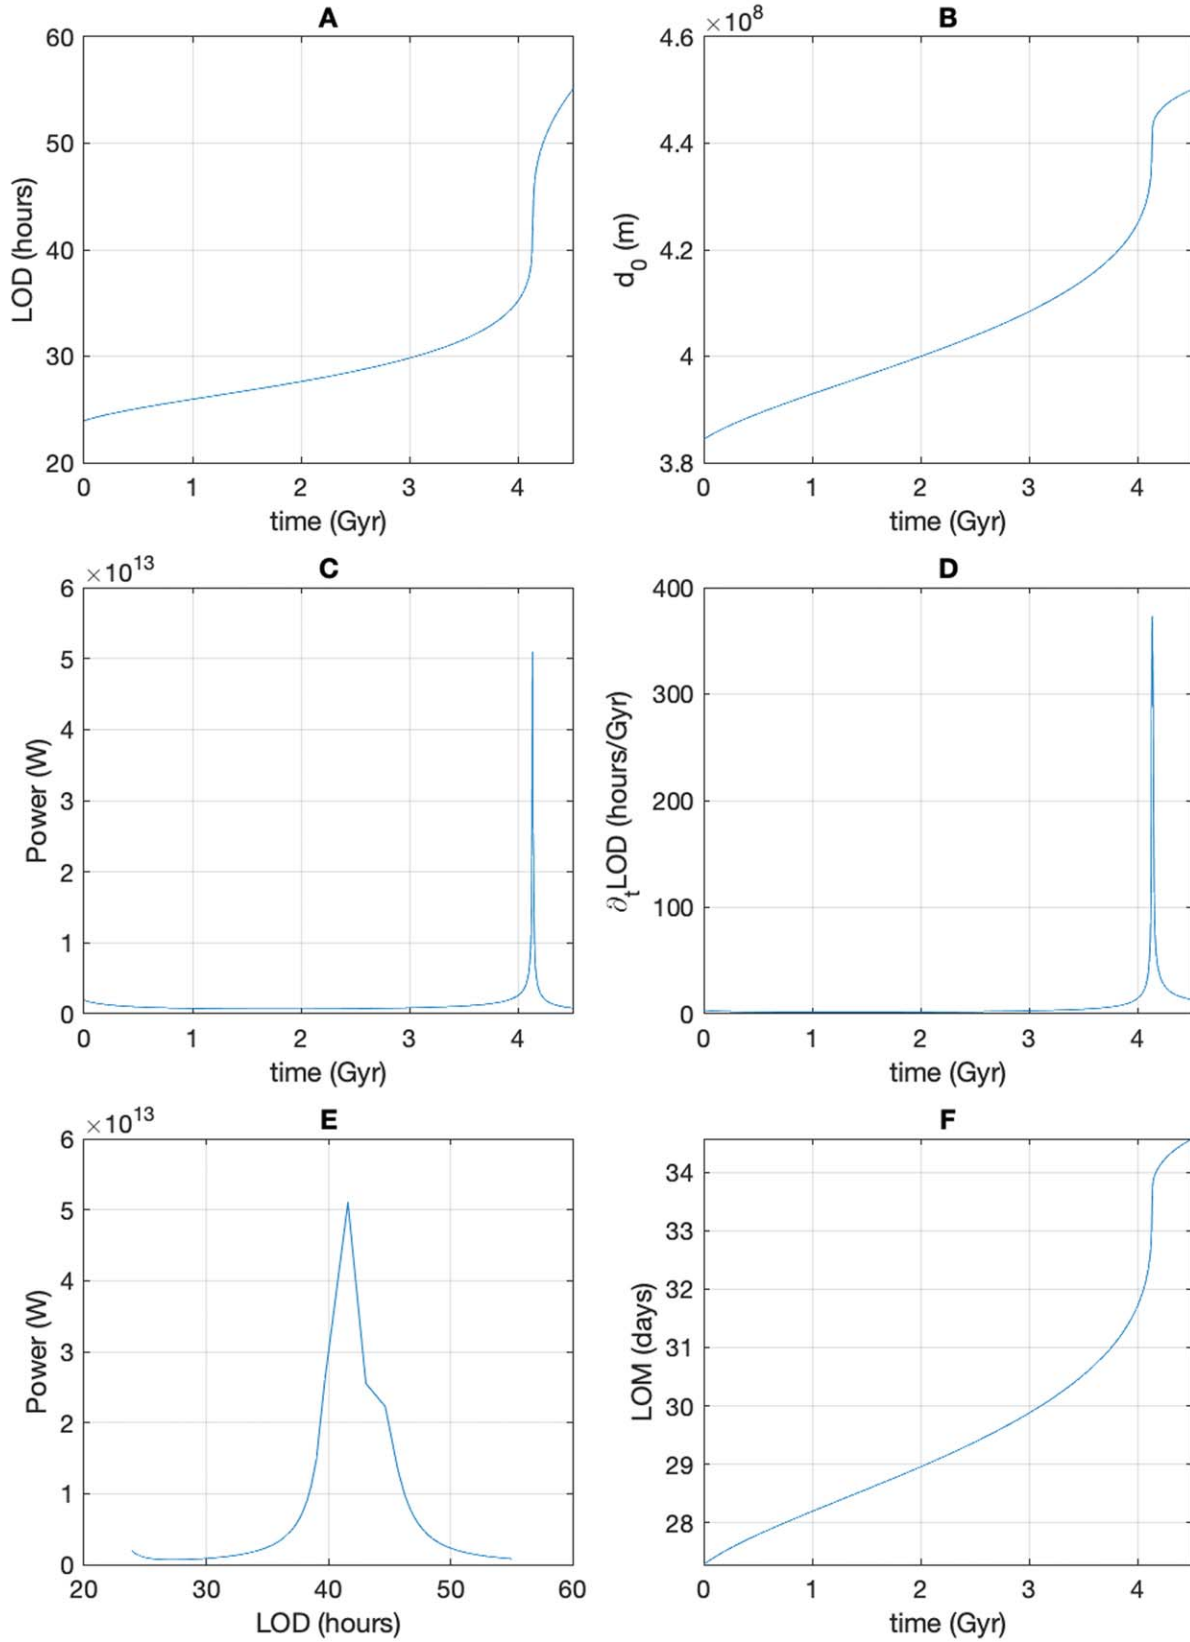 A
60
50
40
30
20
LOD (hours)
0 1 2 3 4
time (Gyr)
B
×10^8
4.6
4.4
4.2
4
3.8
d_0 (m)
0 1 2 3 4
time (Gyr)
C
×10^13
6
5
4
3
2
1
0
Power (W)
0 1 2 3 4
time (Gyr)
D
400
300
200
100
0
∂_tLOD (hours/Gyr)
0 1 2 3 4
time (Gyr)
E
×10^13
6
5
4
3
2
1
0
Power (W)
20 30 40 50 60
LOD (hours)
F
34
33
32
31
30
29
28
LOM (days)
0 1 2 3 4
time (Gyr)